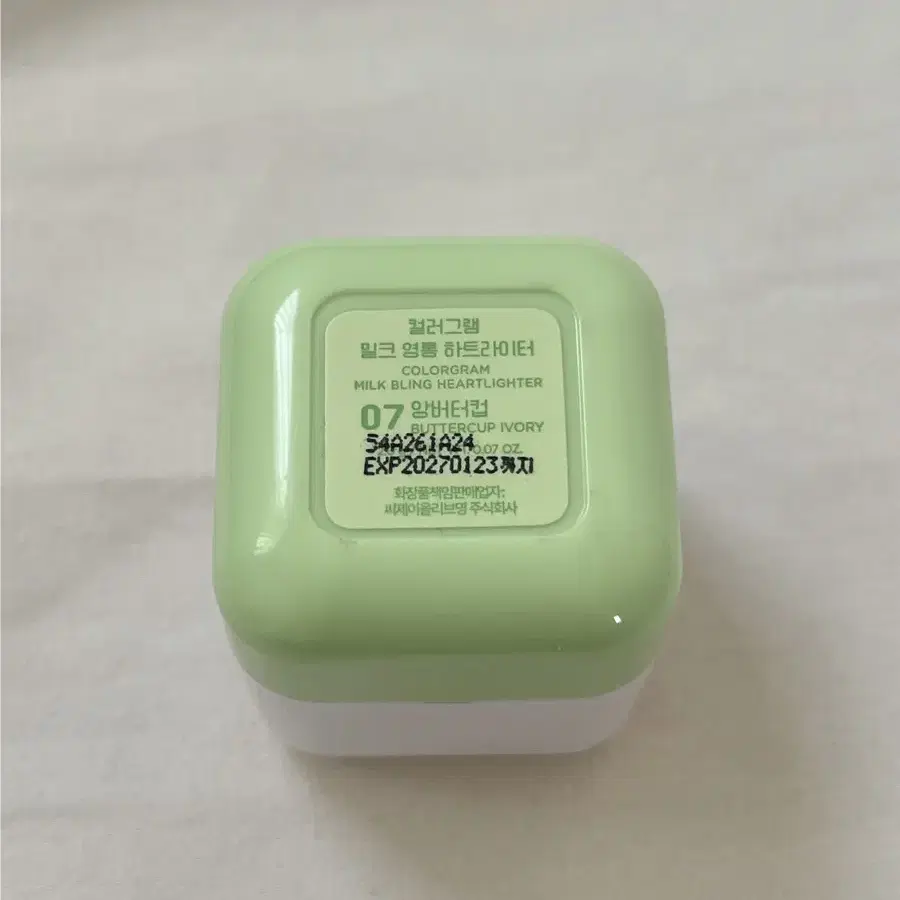 컬러그램
밀크 영롱 하트라이터
COLORGRAM
MILK BLING HEARTLIGHTER
07 앙버터컵
BUTTERCUP IVORY
54A261A24
0.07 OZ.
EXP20270123까지
화장품책임판매업자:
씨제이올리브영 주식회사